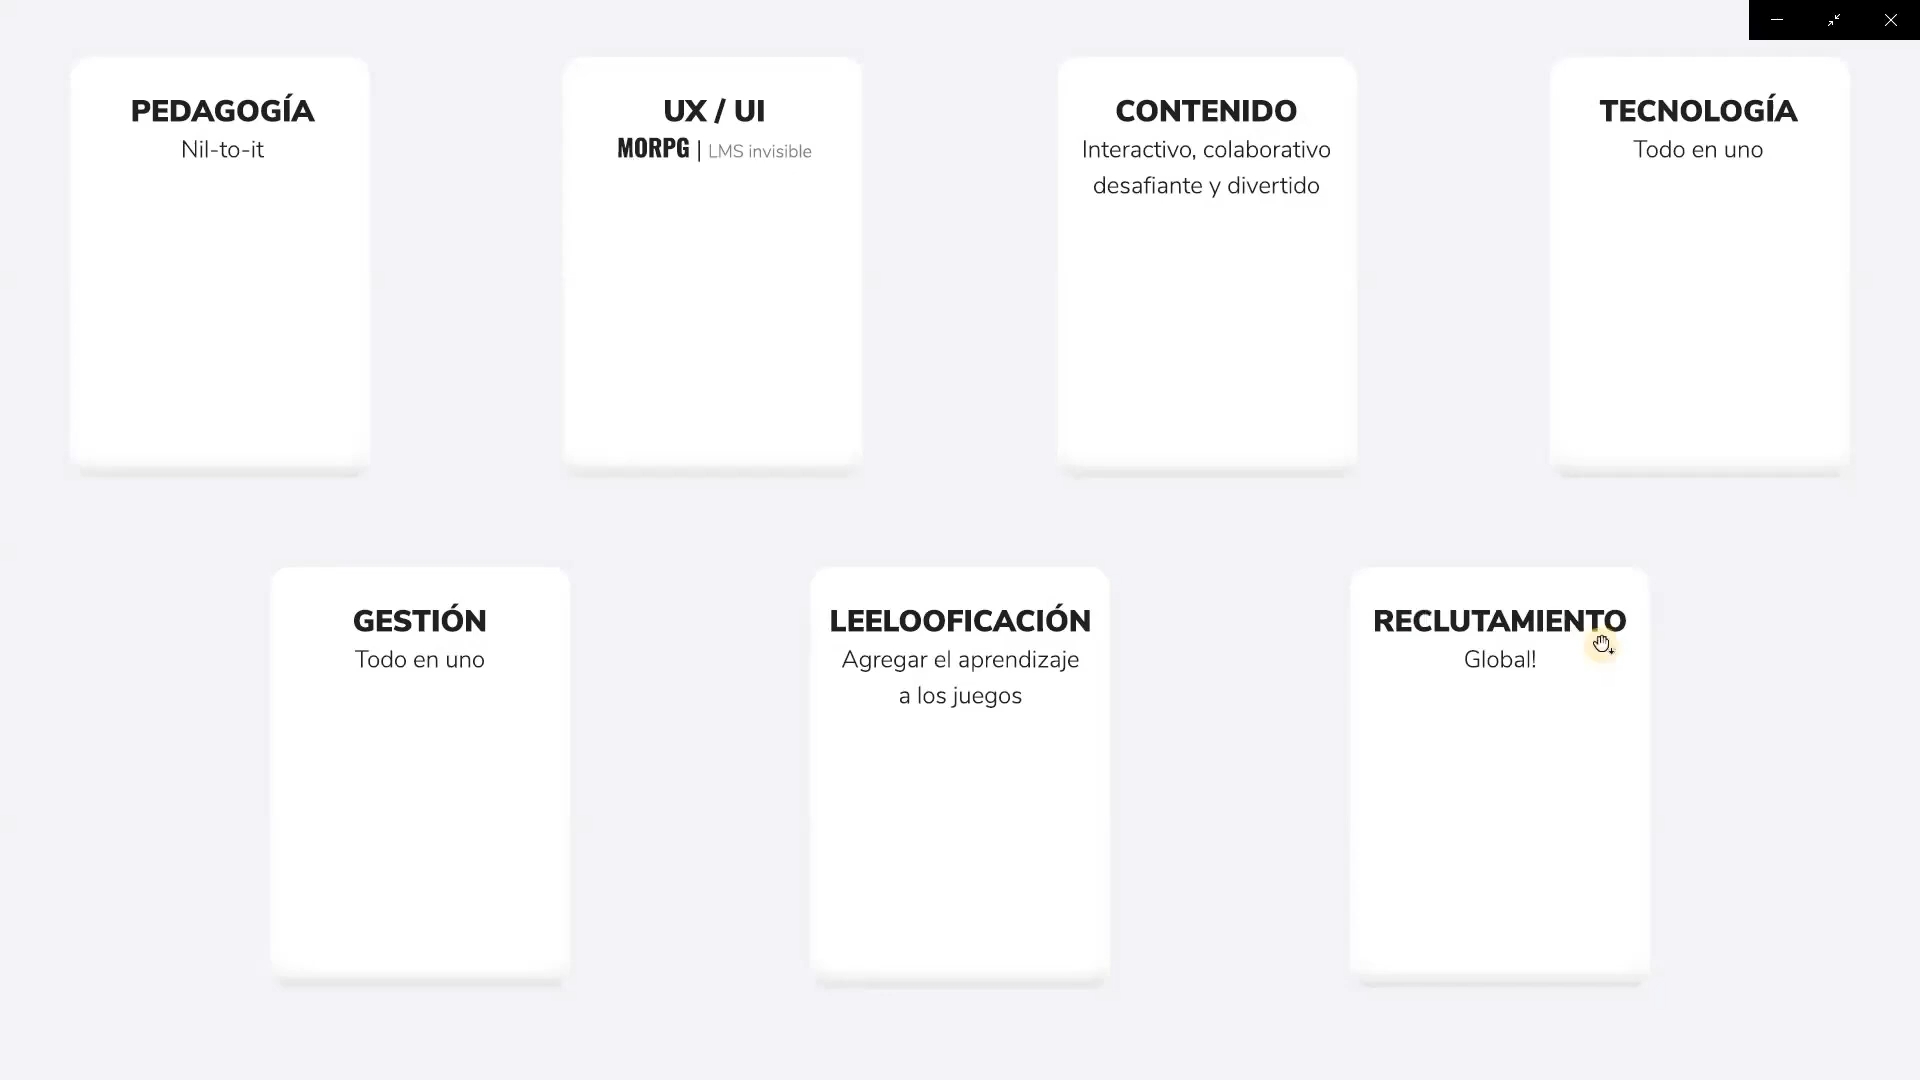 PEDAGOGÍA
Nil-to-it
UX / UI
MORPG | LMS invisible
CONTENIDO
Interactivo, colaborativo
desafiante y divertido
TECNOLOGÍA
Todo en uno
GESTIÓN
Todo en uno
LEELOOFICACIÓN
Agregar el aprendizaje
a los juegos
RECLUTAMIENTO
Global!